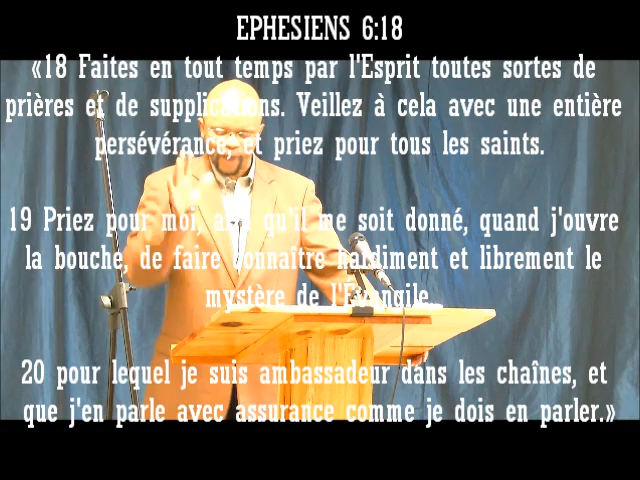 EPHESIENS 6:18
«18 Faites en tout temps par l'Esprit toutes sortes de
prières et de supplications. Veillez à cela avec une entière
persévérance, et priez pour tous les saints.
19 Priez pour moi, afin qu'il me soit donné, quand j'ouvre
la bouche, de faire connaître hardiment et librement le
mystère de l'Évangile
20 pour lequel je suis ambassadeur dans les chaînes, et
que j'en parle avec assurance comme je dois en parler.»